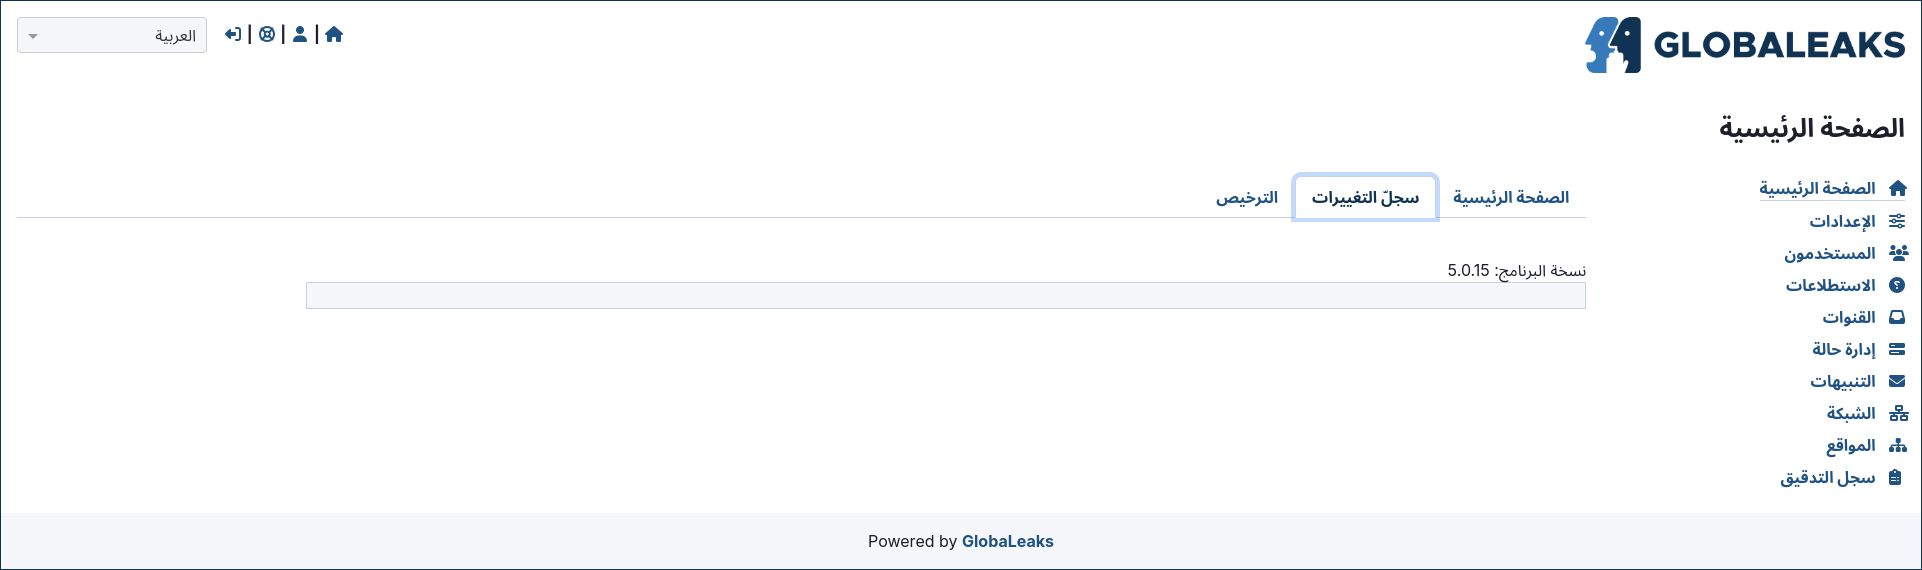 GLOBALEAKS
العربية
الصفحة الرئيسية
الصفحة الرئيسية
الإعدادات
المستخدمون
الاستطلاعات
القنوات
إدارة حالة
التنبيهات
الشبكة
المواقع
سجل التدقيق
الصفحة الرئيسية سجلّ التغييرات الترخيص
نسخة البرنامج: 5.0.15
Powered by GlobaLeaks